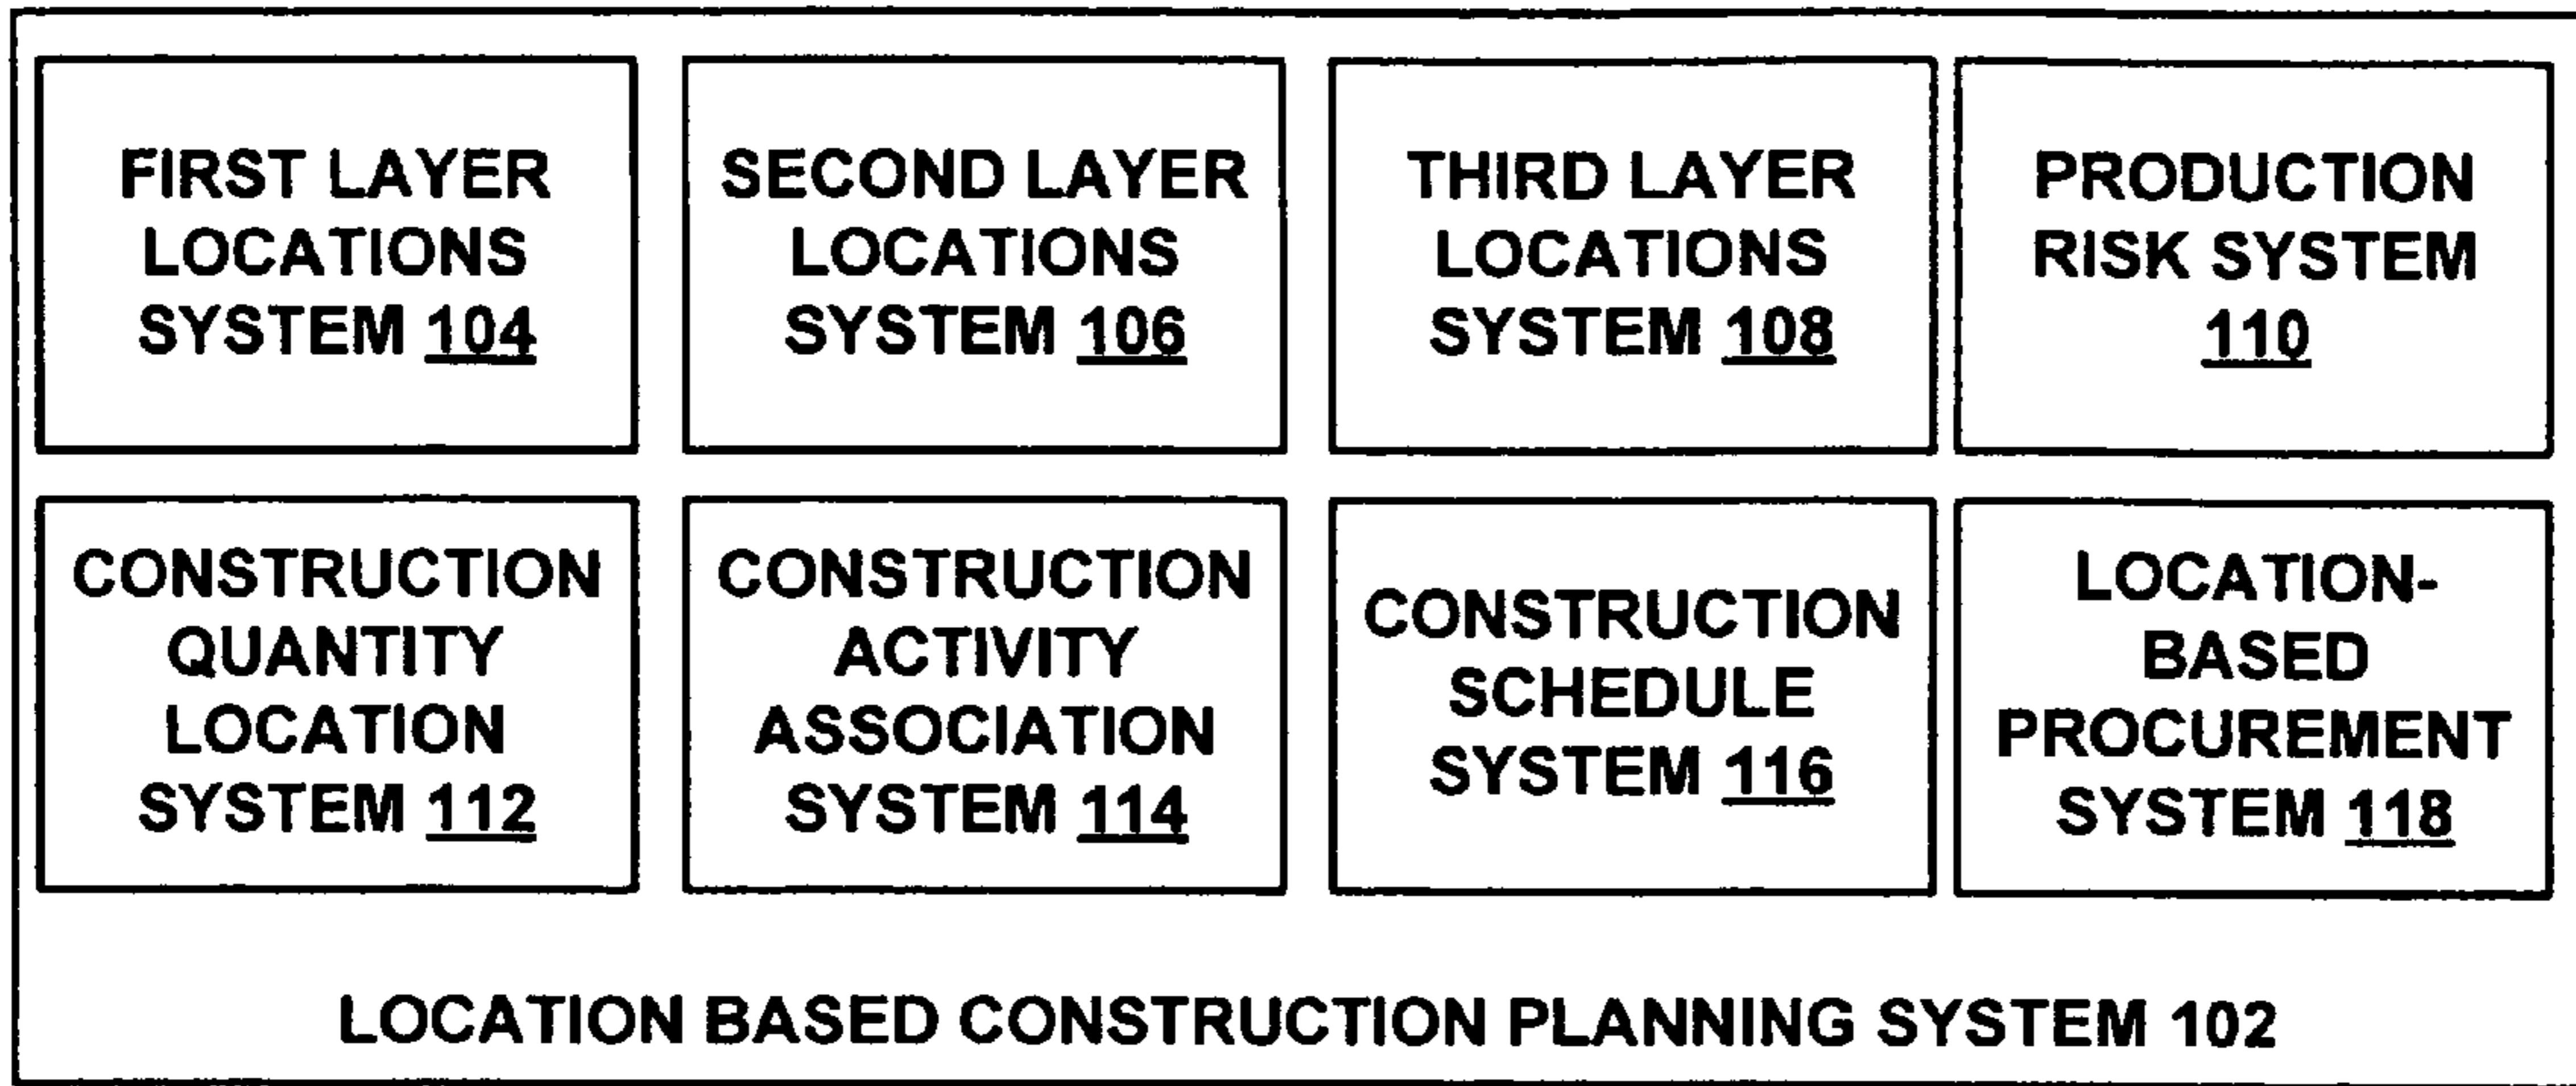 FIRST LAYER
LOCATIONS
SYSTEM 104
SECOND LAYER
LOCATIONS
SYSTEM 106
THIRD LAYER
LOCATIONS
SYSTEM 108
PRODUCTION
RISK SYSTEM
110
CONSTRUCTION
QUANTITY
LOCATION
SYSTEM 112
CONSTRUCTION
ACTIVITY
ASSOCIATION
SYSTEM 114
CONSTRUCTION
SCHEDULE
SYSTEM 116
LOCATION-
BASED
PROCUREMENT
SYSTEM 118
LOCATION BASED CONSTRUCTION PLANNING SYSTEM 102